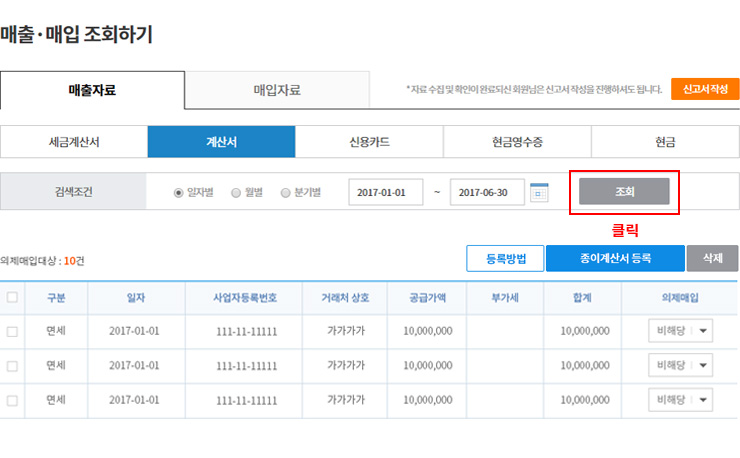 매출·매입 조회하기
매출자료 매입자료 * 자료 수집 및 확인이 완료되신 회원님은 신고서 작성을 진행하셔도 됩니다. 신고서작성
세금계산서 계산서 신용카드 현금영수증 현금
검색조건 일자별 월별 분기별 2017-01-01 ~ 2017-06-30 조회
클릭
의제매입대상 : 10건 등록방법 종이계산서 등록 삭제
구분 일자 사업자등록번호 거래처 상호 공급가액 부가세 합계 의제매입
면세 2017-01-01 111-11-11111 가가가가 10,000,000 10,000,000 비해당
면세 2017-01-01 111-11-11111 가가가가 10,000,000 10,000,000 비해당
면세 2017-01-01 111-11-11111 가가가가 10,000,000 10,000,000 비해당